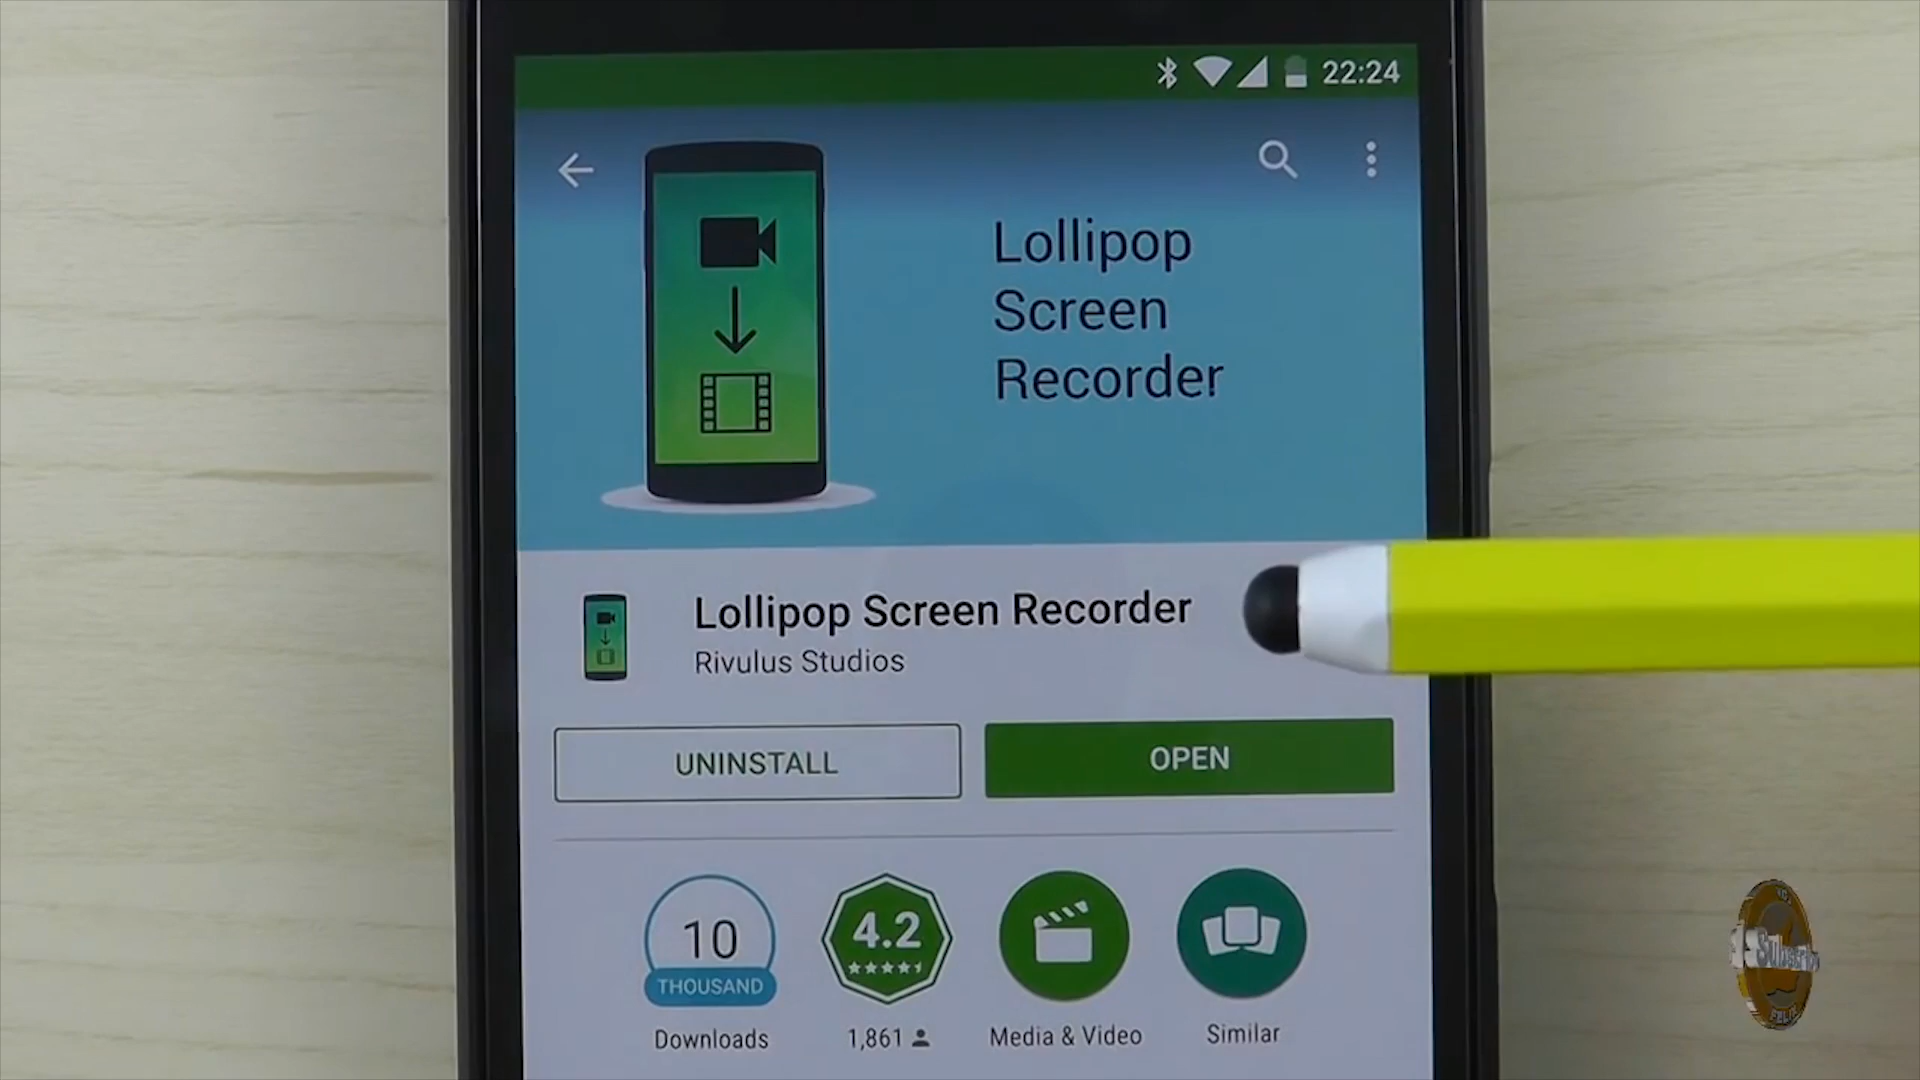 22:24
Lollipop
Screen
Recorder
Lollipop Screen Recorder
Rivulus Studios
UNINSTALL
OPEN
10
THOUSAND
4.2
Downloads
1,861
Media & Video
Similar